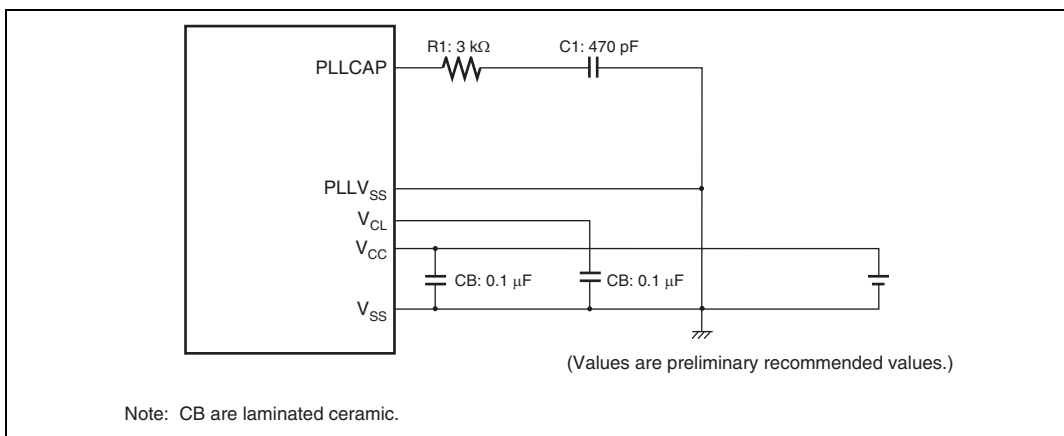 R1: 3 kΩ
C1: 470 pF
PLLCAP
PLLVSS
VCL
VCC
CB: 0.1 μF
CB: 0.1 μF
VSS
(Values are preliminary recommended values.)
Note: CB are laminated ceramic.